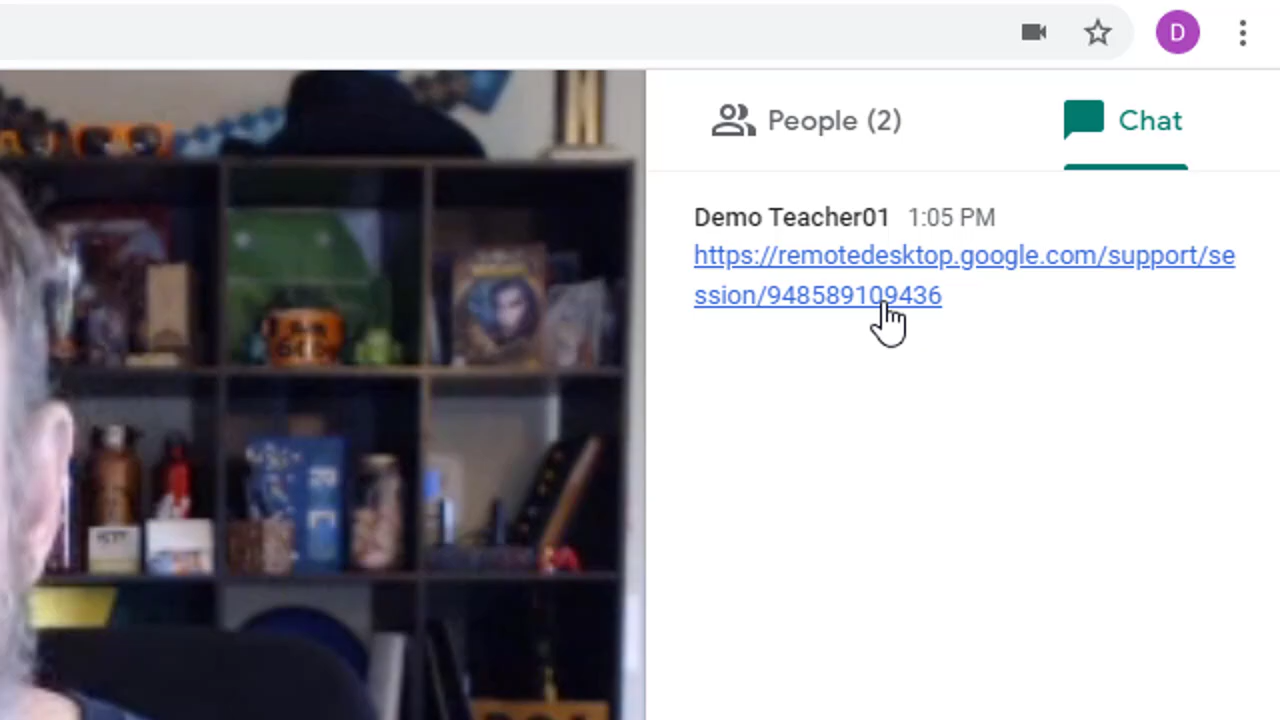 D
People (2)
Chat
Demo Teacher01 1:05 PM
https://remotedesktop.google.com/support/se
ssion/948589109436